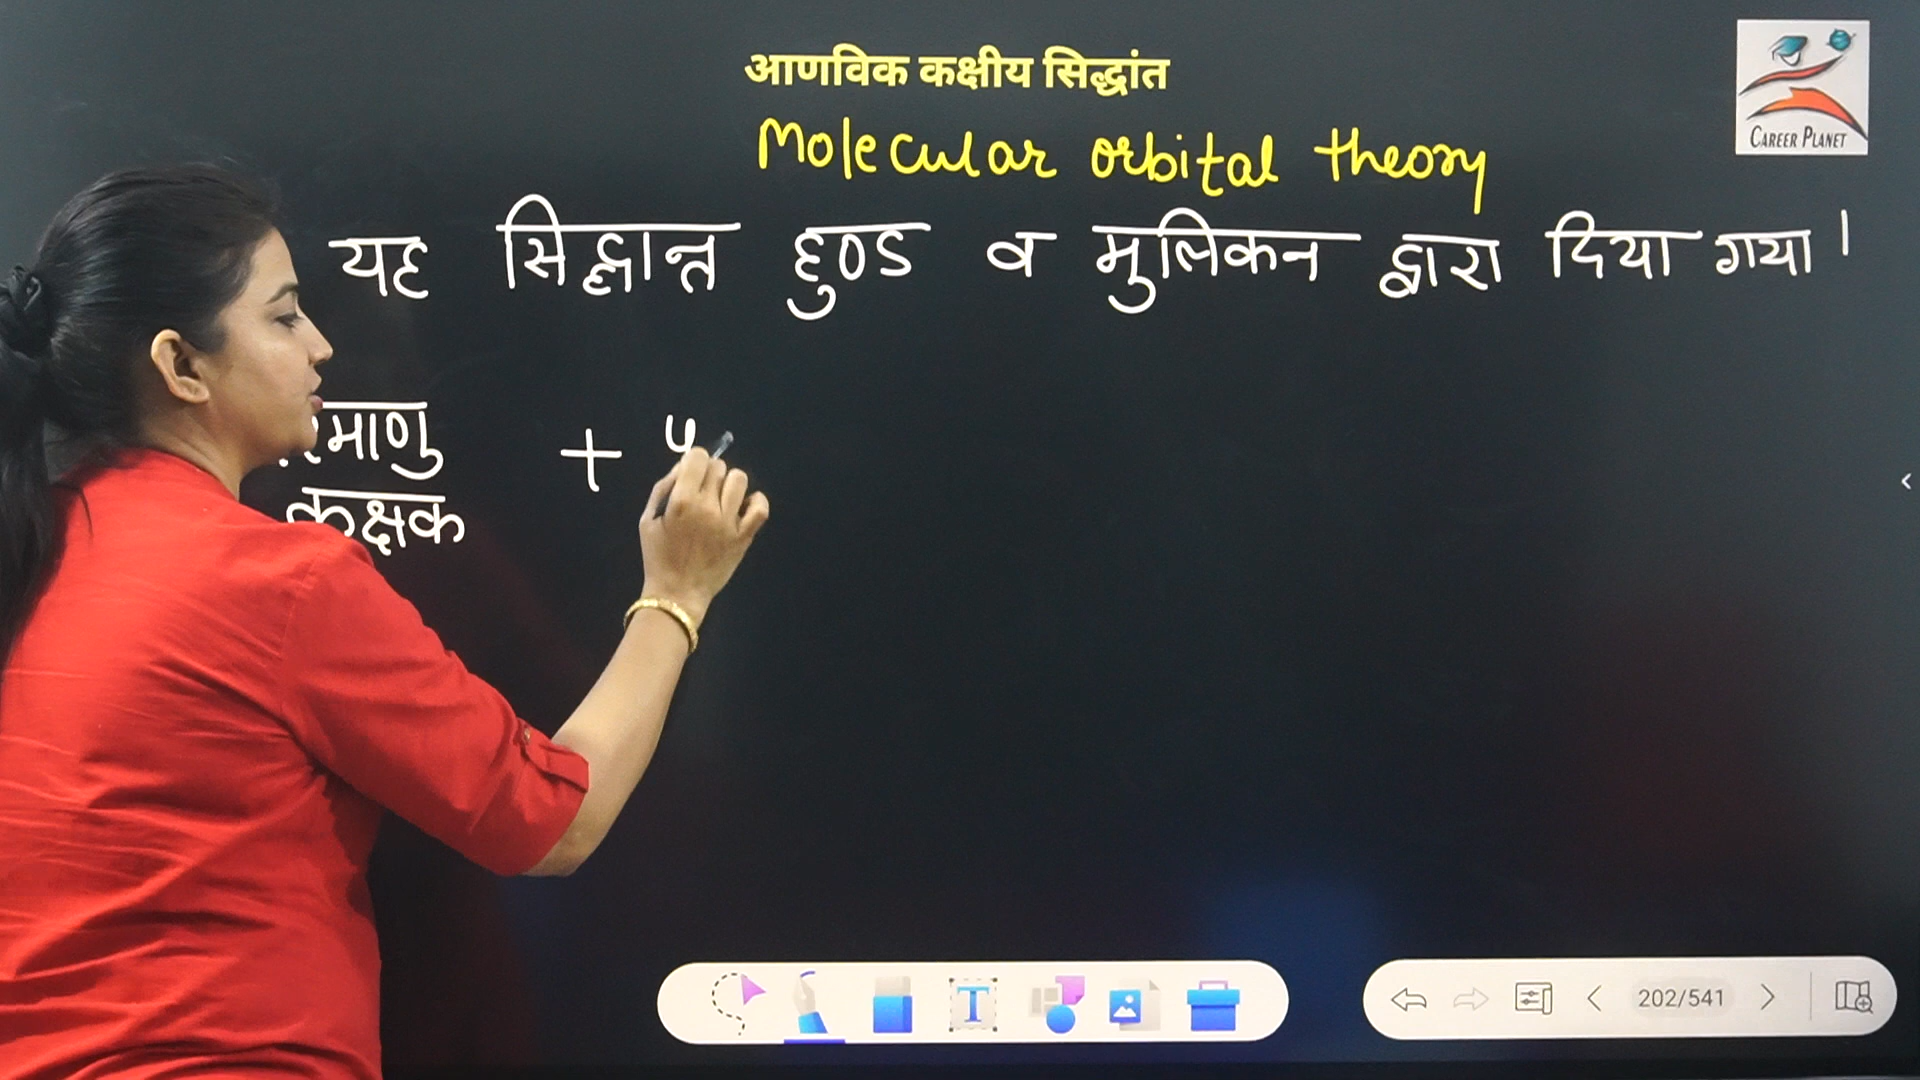 आणविक कक्षीय सिद्धांत
Molecular orbital theory
CAREER PLANET
यह सिद्धान्त हुण्ड व मुलिकन द्वारा दिया गया ।
+
कक्षक
T
202/541